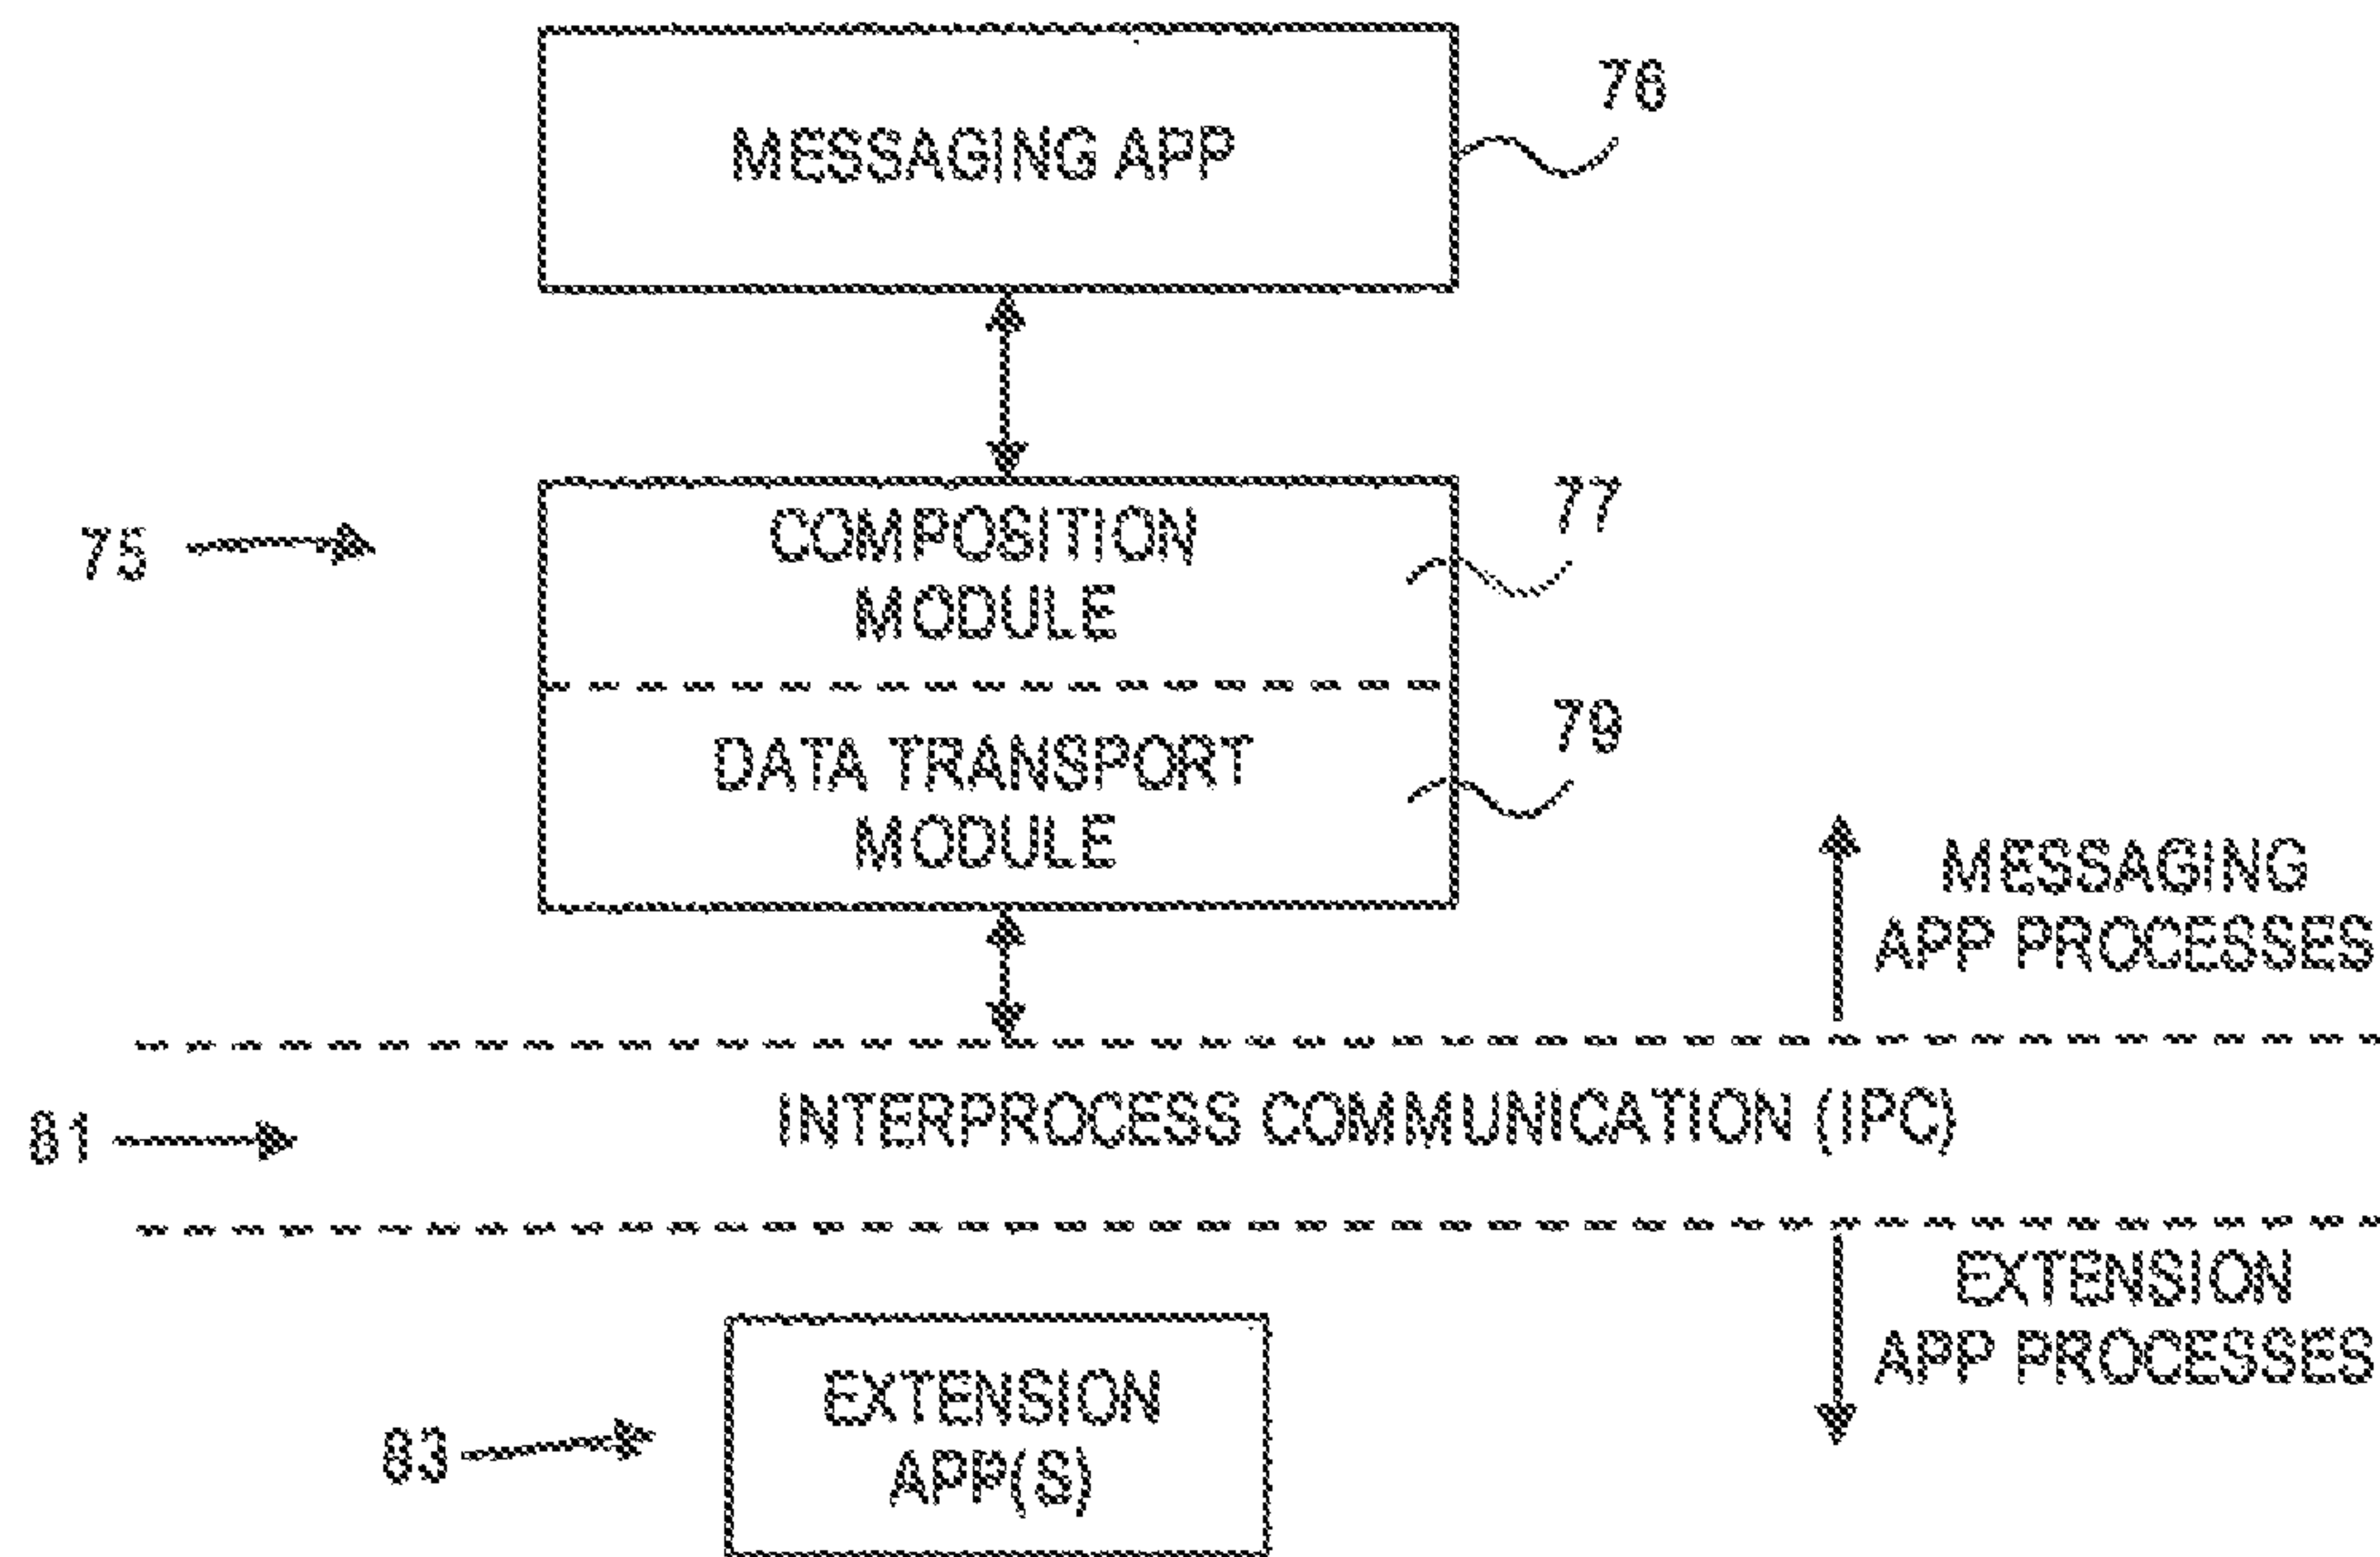 76
MESSAGING APP
77
75
COMPOSITION
MODULE
79
DATA TRANSPORT
MODULE
MESSAGING
APP PROCESSES
81
INTERPROCESS COMMUNICATION (IPC)
EXTENSION
APP PROCESSES
83
EXTENSION
APP(S)